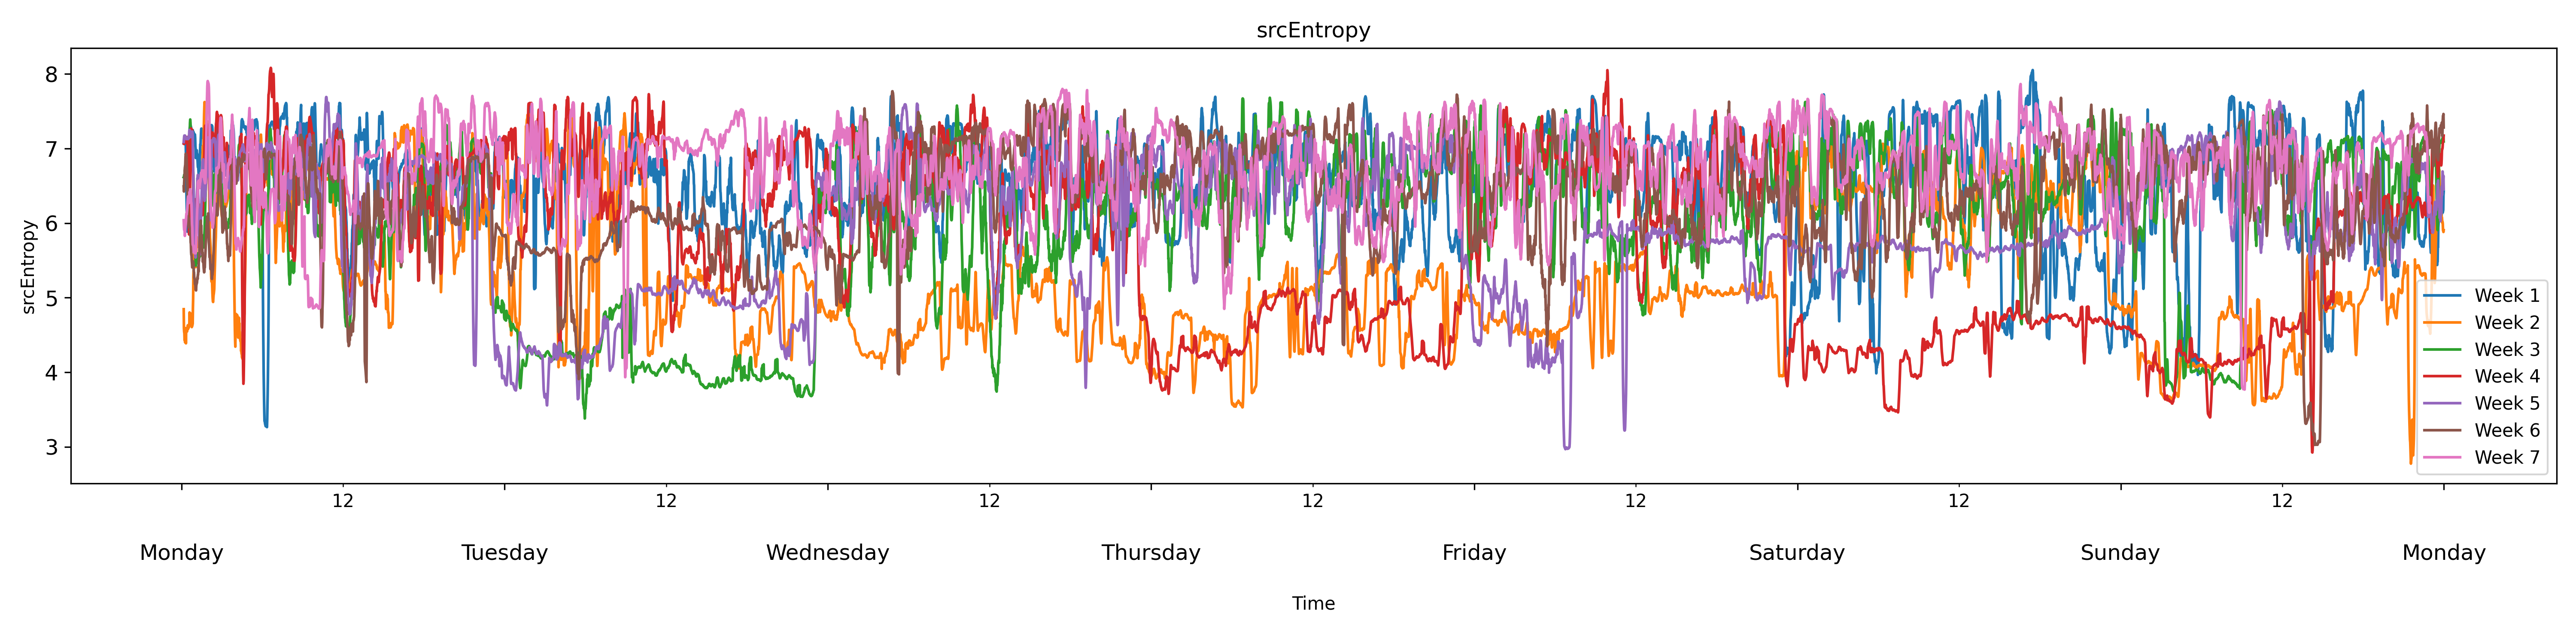 srcEntropy
8
7
6
5
4
3
srcEntropy
Week 1
Week 2
Week 3
Week 4
Week 5
Week 6
Week 7
12 12 12 12 12 12 12
Monday Tuesday Wednesday Thursday Friday Saturday Sunday Monday
Time